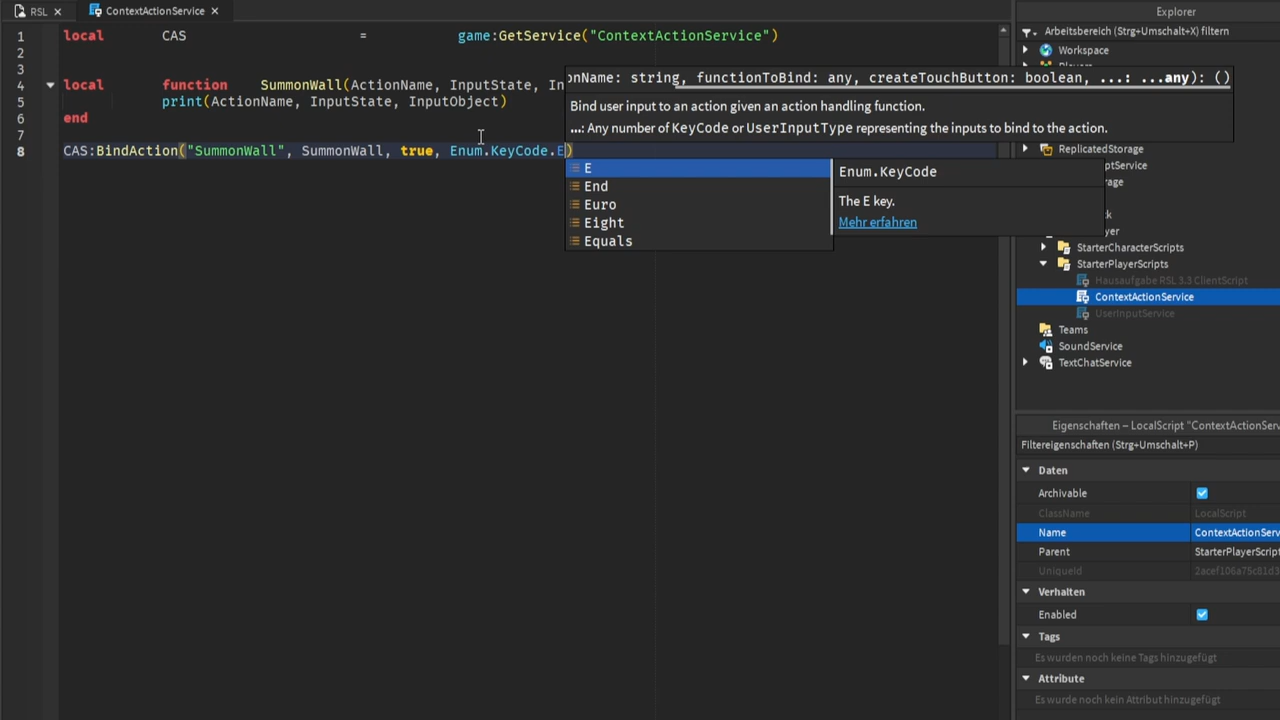 RSL
ContextActionService
Explorer
Arbeitsbereich (Strg+Umschalt+X) filtern
1 local CAS = game:GetService("ContextActionService")
2
3
4 local function SummonWall(ActionName, InputState, In
5 print(ActionName, InputState, InputObject)
6 end
7
8 CAS:BindAction("SummonWall", SummonWall, true, Enum.KeyCode.E)
onName: string, functionToBind: any, createTouchButton: boolean, ...: ...any): ()
Bind user input to an action given an action handling function.
...: Any number of KeyCode or UserInputType representing the inputs to bind to the action.
E
End
Euro
Eight
Equals
Enum.KeyCode
The E key.
Mehr erfahren
Workspace
ReplicatedStorage
ptService
rage
ck
yer
StarterCharacterScripts
StarterPlayerScripts
Hausaufgabe RSL 3.3 ClientScript
ContextActionService
UserInputService
Teams
SoundService
TextChatService
Eigenschaften – LocalScript "ContextActionServ
Filtereigenschaften (Strg+Umschalt+P)
Daten
Archivable
ClassName LocalScript
Name ContextActionServ
Parent StarterPlayerScript
UniqueId 2acef106a75c81d3
Verhalten
Enabled
Tags
Es wurden noch keine Tags hinzugefügt
Attribute
Es wurde noch kein Attribut hinzugefügt